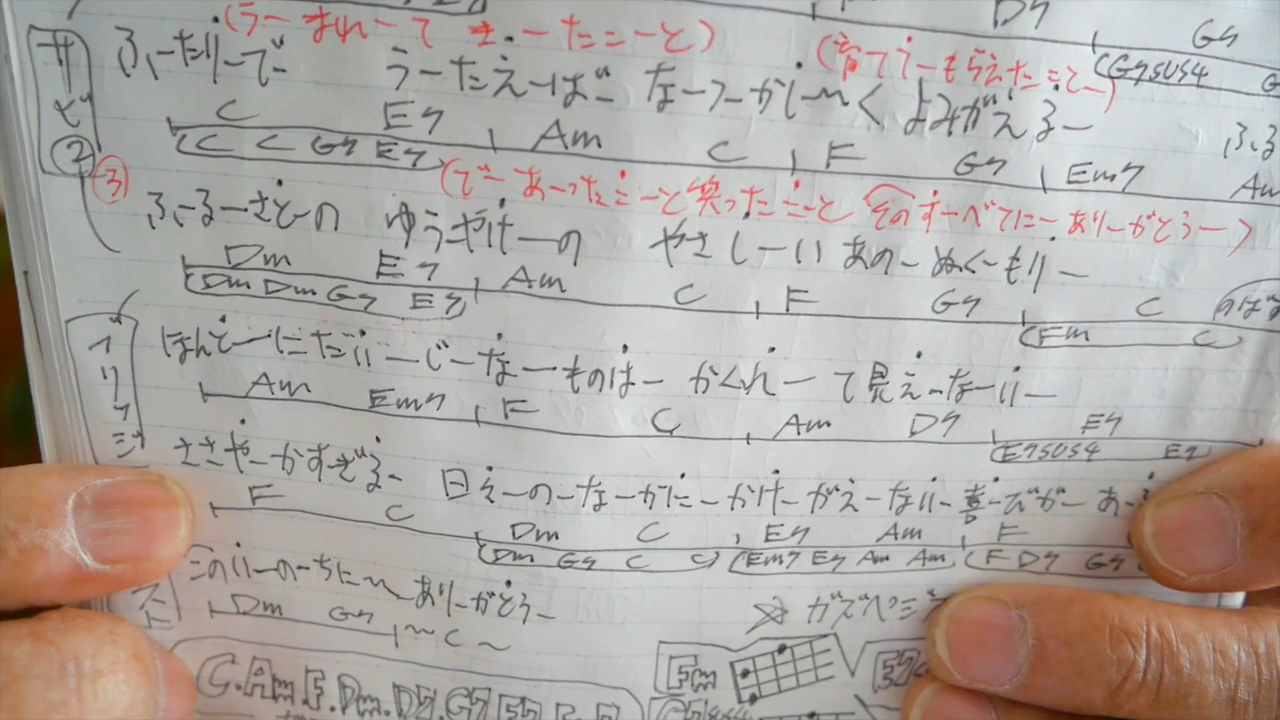 D7 G7
(G7sus4 G
(うーまれーて きーたこーと) (育ててーもらえたことー)
サビ② ふーたりーで うーたえーばー なーつーかしー〜く よみがえるー
C E7 Am C F G7 Em7 Am
(C C G7 E7)
③ (でーあったこーと笑ったこーと そのすーべてにーありーがとうー)
ふーるーさとーの ゆうやけーの やさしーい あのーぬくーもりー
Dm E7 Am C F G7 C
(Dm Dm G7 E7) (Em C)
ブリッジ ほんとーにだいーじーなーものはー かくれーて見えーなーいー
Am Em7 F C Am D7 E7
(E7sus4 E7)
ささやーかすぎるー 日々ーのーなーかにーかけーがえーなーいー喜ーびがーあー
F C Dm C E7 Am F
(Dm G7 C C) (Em7 E7 Am Am) (F D7 G7
このいーのーちに〜ありーがとうー
Dm G7 〜C〜
C.Am.F.Dm.D7.G7 Fm E7